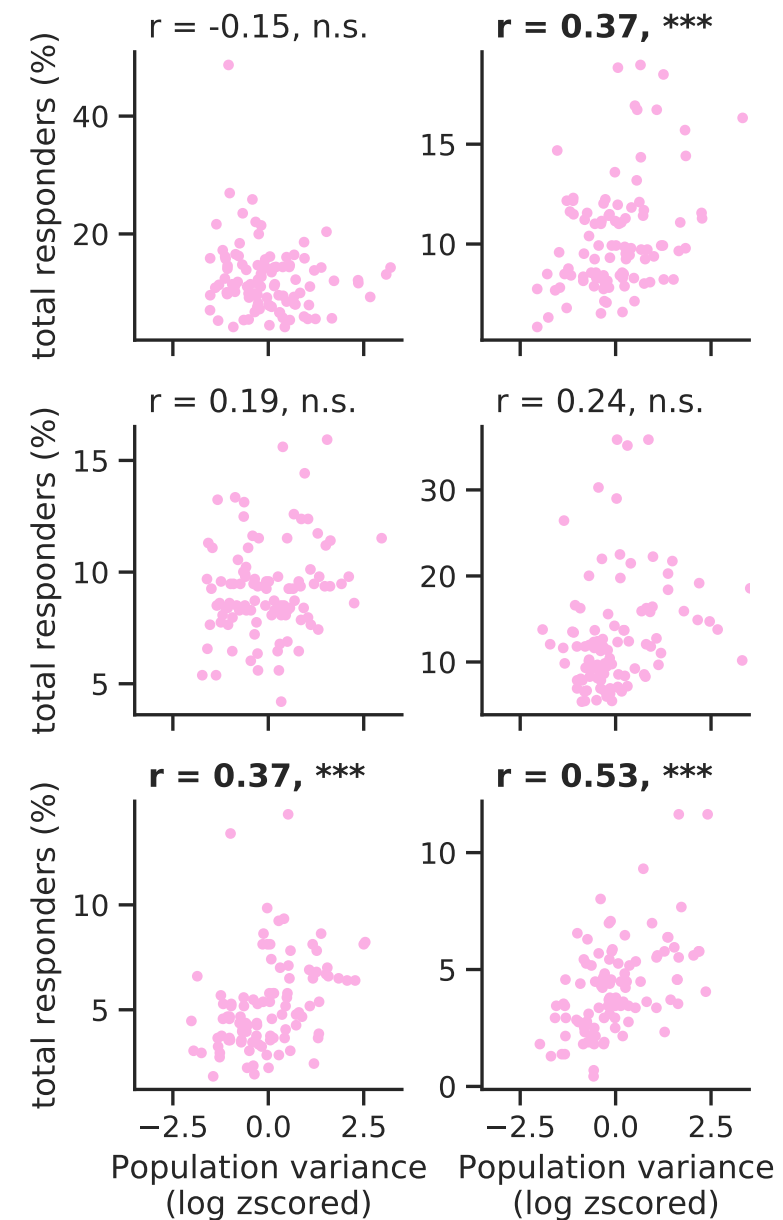 r = -0.15, n.s.
r = 0.37, ***
total responders (%)
40
20
15
10
r = 0.19, n.s.
r = 0.24, n.s.
total responders (%)
15
10
5
30
20
10
r = 0.37, ***
r = 0.53, ***
total responders (%)
10
5
10
5
0
−2.5 0.0 2.5
−2.5 0.0 2.5
Population variance
(log zscored)
Population variance
(log zscored)